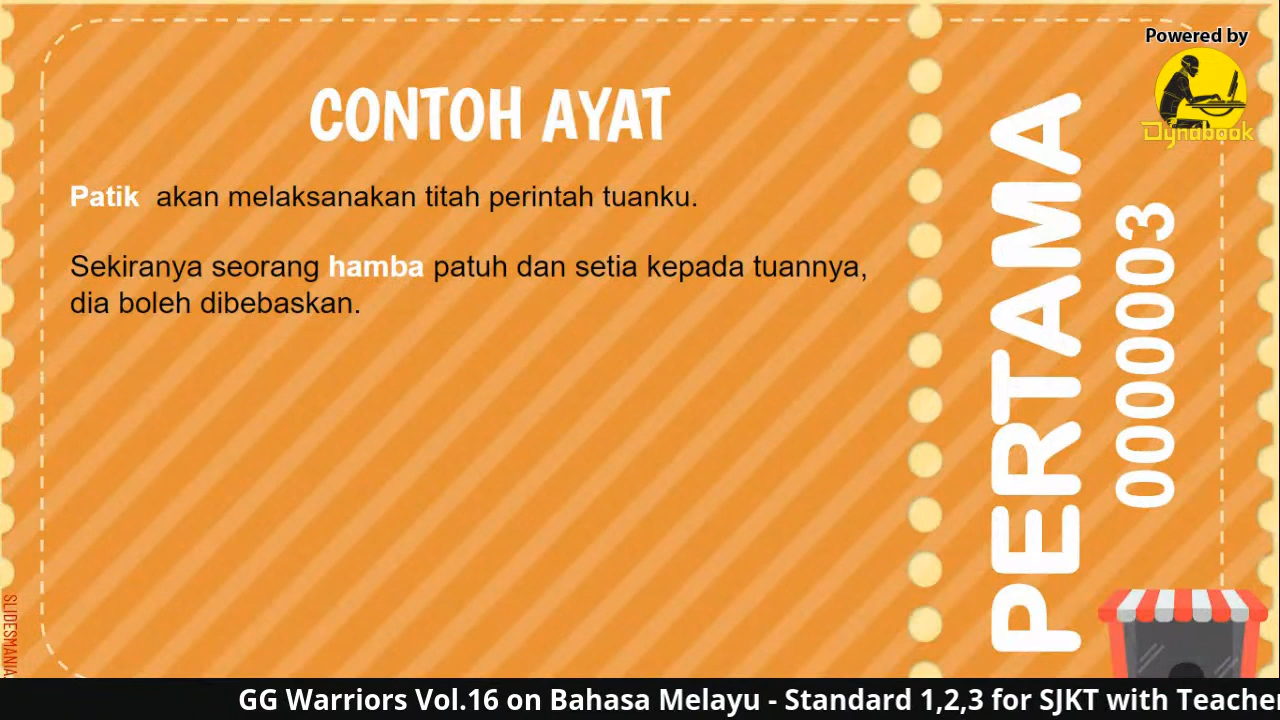 CONTOH AYAT
Patik akan melaksanakan titah perintah tuanku.
Sekiranya seorang hamba patuh dan setia kepada tuannya,
dia boleh dibebaskan.
PERTAMA
0000003
Powered by
Dynabook
SLIDESMANIA
GG Warriors Vol.16 on Bahasa Melayu - Standard 1,2,3 for SJKT with Teacher